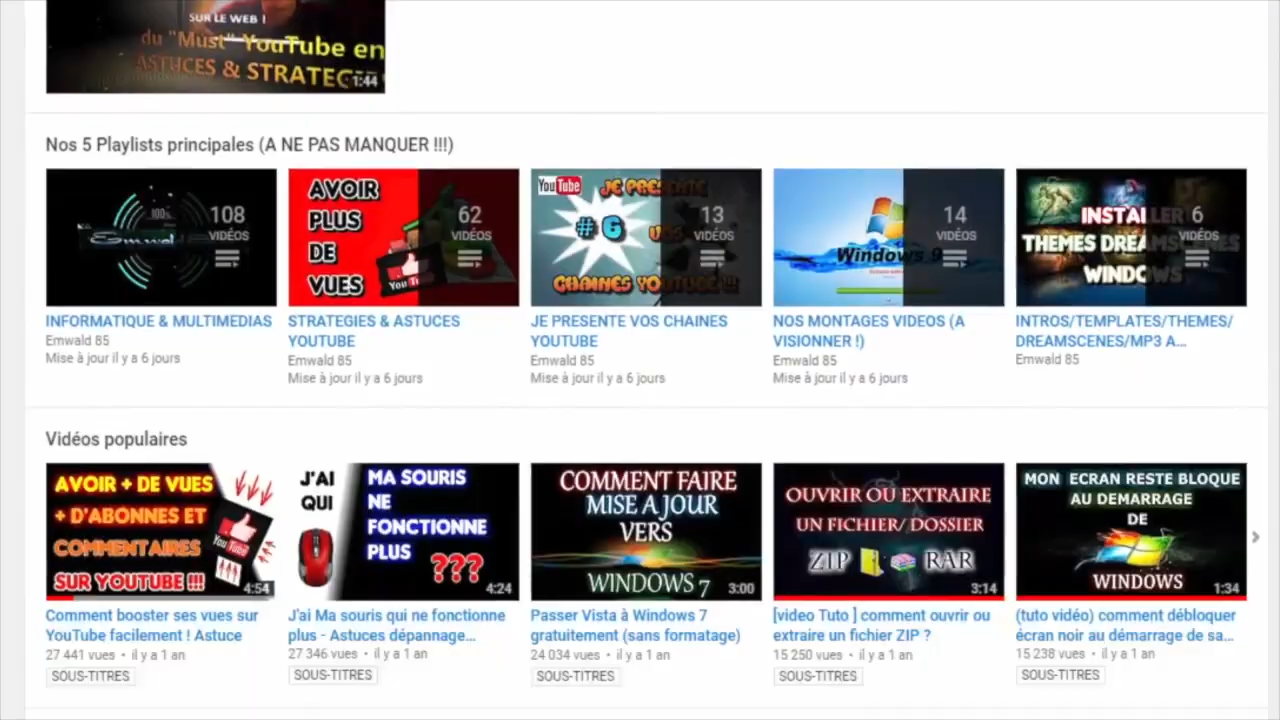 SUR LE WEB !
du "Must" YouTube en
ASTUCES & STRATEG
1:44
Nos 5 Playlists principales (A NE PAS MANQUER !!!)
100%
108
VIDÉOS
AVOIR
PLUS
DE
VUES
You
62
VIDÉOS
YouTube
JE PRESENTE
# 6
VOS
CHAINES YOUTUBE !!!
13
VIDÉOS
Windows 9
14
VIDÉOS
INSTALLER
THEMES DREAMSCENES
WINDOWS
6
VIDÉOS
INFORMATIQUE & MULTIMEDIAS
Emwald 85
Mise à jour il y a 6 jours
STRATEGIES & ASTUCES
YOUTUBE
Emwald 85
Mise à jour il y a 6 jours
JE PRESENTE VOS CHAINES
YOUTUBE
Emwald 85
Mise à jour il y a 6 jours
NOS MONTAGES VIDEOS (A
VISIONNER !)
Emwald 85
Mise à jour il y a 6 jours
INTROS/TEMPLATES/THEMES/
DREAMSCENES/MP3 A...
Emwald 85
Vidéos populaires
AVOIR + DE VUES
+ D'ABONNES ET
COMMENTAIRES
SUR YOUTUBE !!!
YouTube
4:54
J'AI
QUI
MA SOURIS
NE
FONCTIONNE
PLUS
???
4:24
COMMENT FAIRE
MISE A JOUR
VERS
WINDOWS 7
3:00
OUVRIR OU EXTRAIRE
UN FICHIER/ DOSSIER
ZIP
RAR
3:14
MON ECRAN RESTE BLOQUE
AU DEMARRAGE
DE
WINDOWS
1:34
Comment booster ses vues sur
YouTube facilement ! Astuce
27 441 vues • il y a 1 an
SOUS-TITRES
J'ai Ma souris qui ne fonctionne
plus - Astuces dépannage...
27 346 vues • il y a 1 an
SOUS-TITRES
Passer Vista à Windows 7
gratuitement (sans formatage)
24 034 vues • il y a 1 an
SOUS-TITRES
[video Tuto ] comment ouvrir ou
extraire un fichier ZIP ?
15 250 vues • il y a 1 an
SOUS-TITRES
(tuto vidéo) comment débloquer
écran noir au démarrage de sa...
15 238 vues • il y a 1 an
SOUS-TITRES